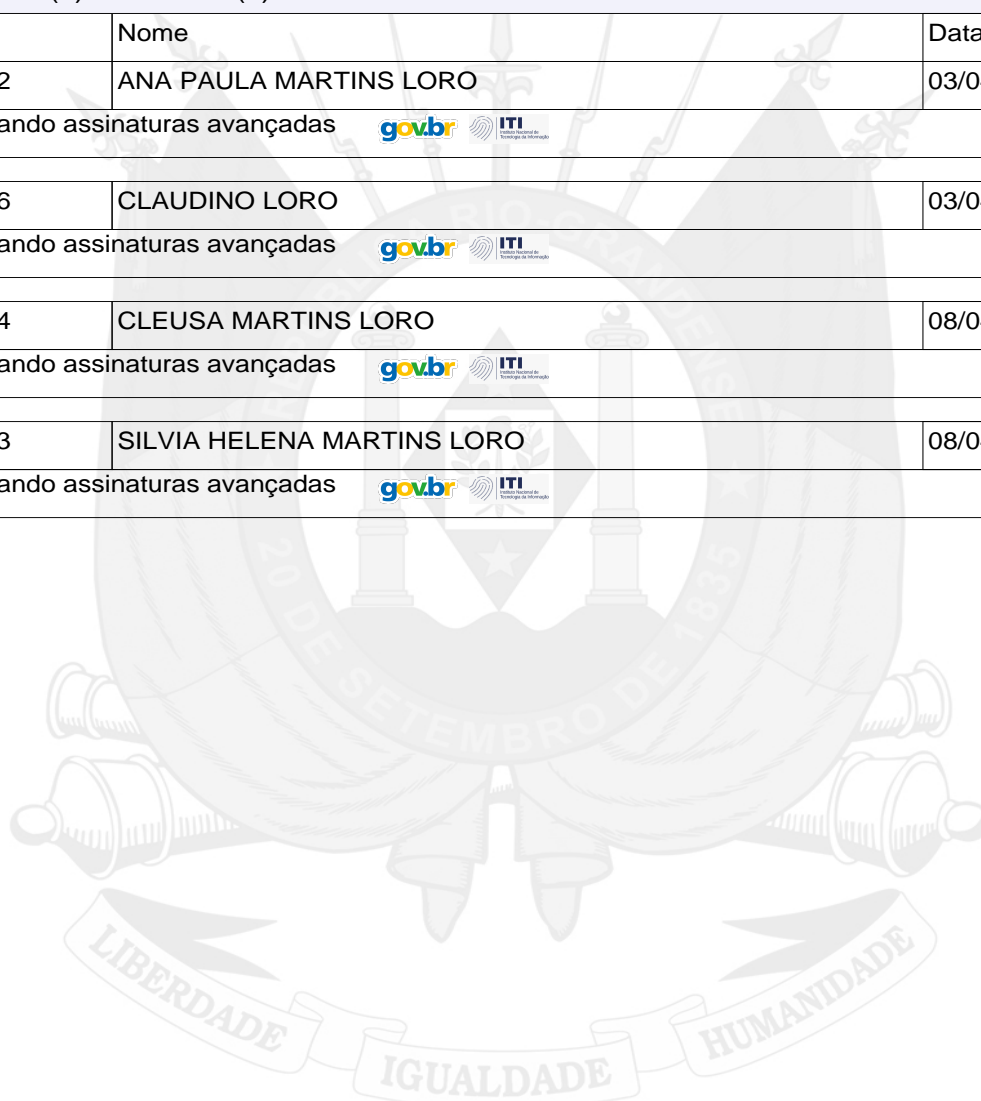 Nome Data
2 ANA PAULA MARTINS LORO 03/0
ando assinaturas avançadas gov.br ITI
6 CLAUDINO LORO 03/0
ando assinaturas avançadas gov.br ITI
4 CLEUSA MARTINS LORO 08/0
ando assinaturas avançadas gov.br ITI
3 SILVIA HELENA MARTINS LORO 08/0
ando assinaturas avançadas gov.br ITI
20 DE SETEMBRO DE 1835
LIBERDADE IGUALDADE HUMANIDADE